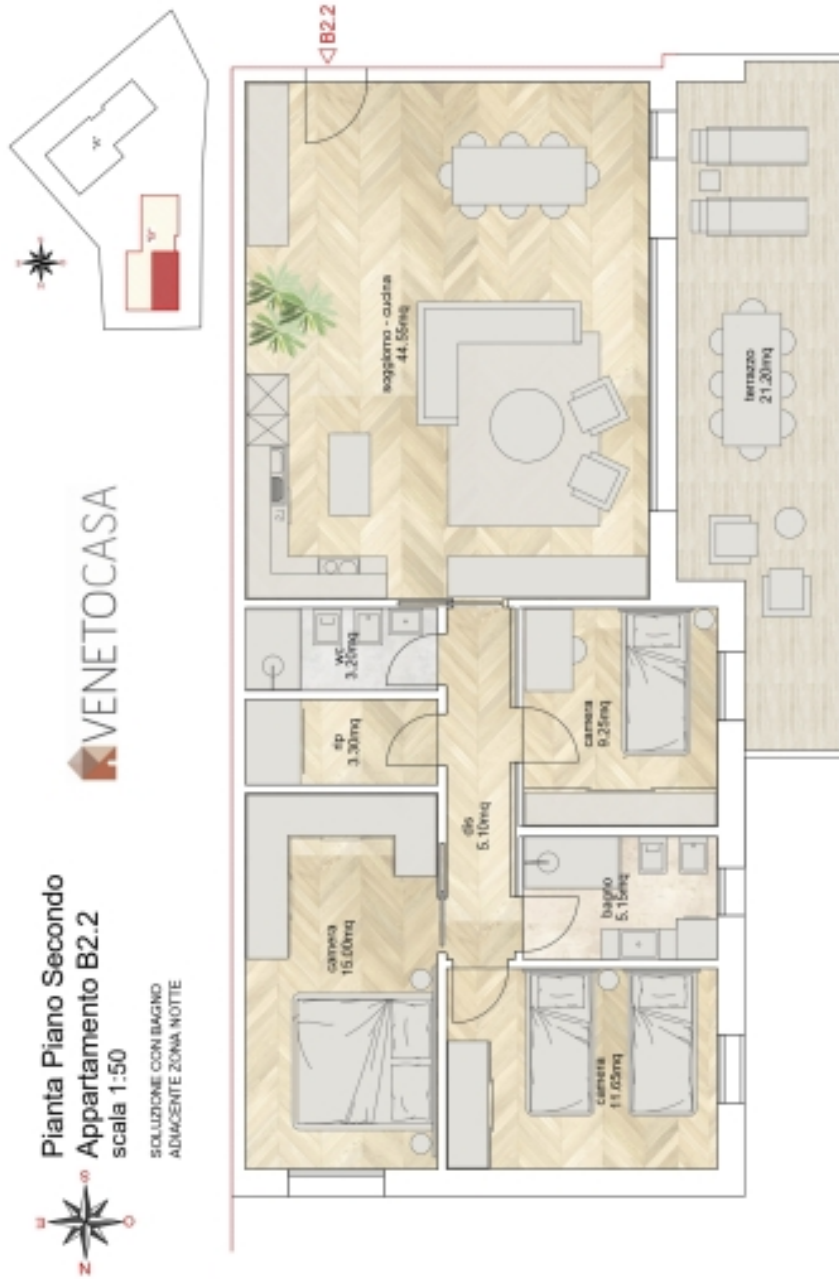 Pianta Piano Secondo
Appartamento B2.2
scala 1:50
SOLUZIONE CON BAGNO
ADIACENTE ZONA NOTTE
VENETOCASA
N
E
S
O
"A"
B2.2
camera
15.00mq
rip
3.30mq
wc
3.20mq
soggiorno - cucina
44.55mq
dis
5.10mq
camera
11.65mq
bagno
5.15mq
camera
9.25mq
terrazzo
21.20mq